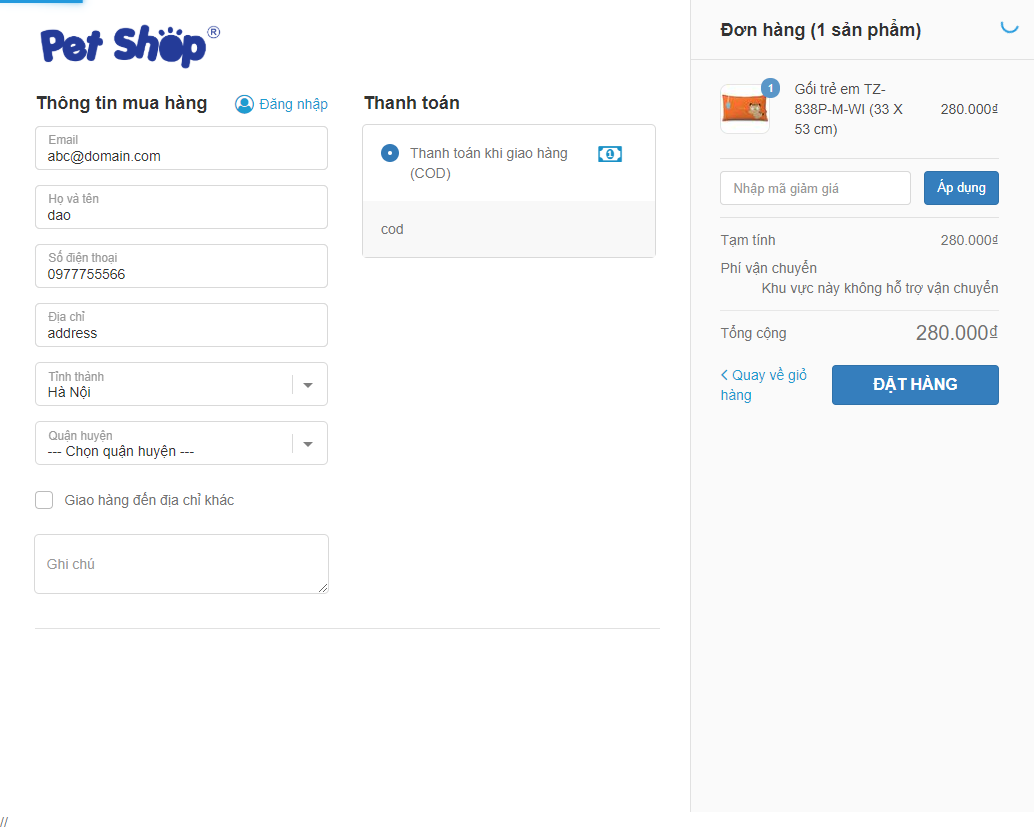 Pet Shop®
Thông tin mua hàng
Đăng nhập
Email
abc@domain.com
Họ và tên
dao
Số điện thoại
0977755566
Địa chỉ
address
Tỉnh thành
Hà Nội
Quận huyện
--- Chọn quận huyện ---
Giao hàng đến địa chỉ khác
Ghi chú
Thanh toán
Thanh toán khi giao hàng
(COD)
cod
Đơn hàng (1 sản phẩm)
1
Gối trẻ em TZ-
838P-M-WI (33 X
53 cm)
280.000₫
Nhập mã giảm giá
Áp dụng
Tạm tính
280.000₫
Phí vận chuyển
Khu vực này không hỗ trợ vận chuyển
Tổng cộng
280.000₫
Quay về giỏ
hàng
ĐẶT HÀNG
//